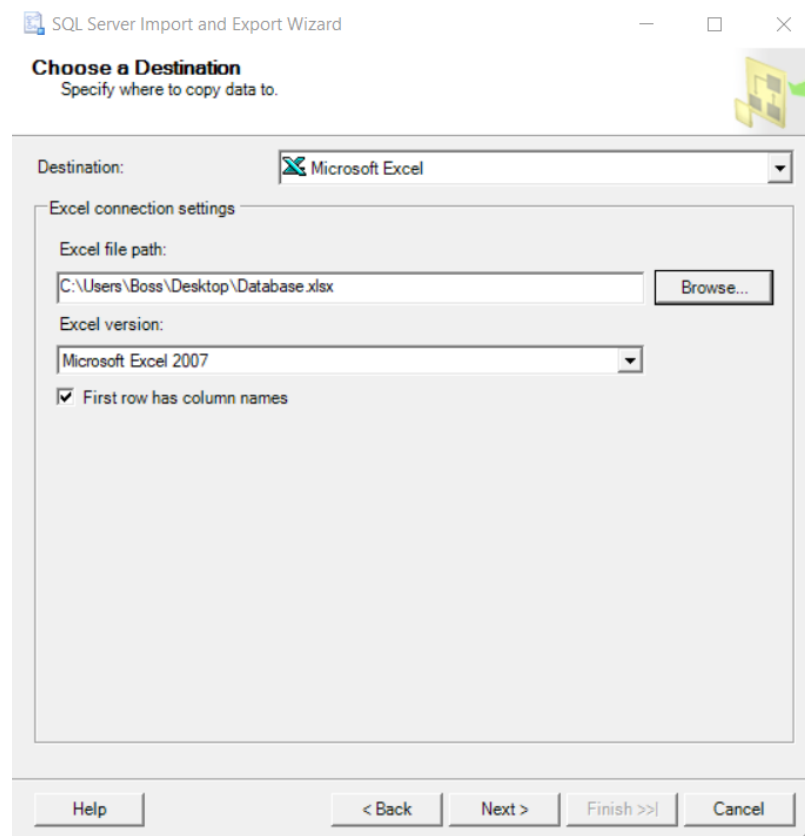 SQL Server Import and Export Wizard
Choose a Destination
Specify where to copy data to.
Destination:
Microsoft Excel
Excel connection settings
Excel file path:
C:\Users\Boss\Desktop\Database.xlsx
Browse...
Excel version:
Microsoft Excel 2007
First row has column names
Help
< Back
Next >
Finish >>|
Cancel